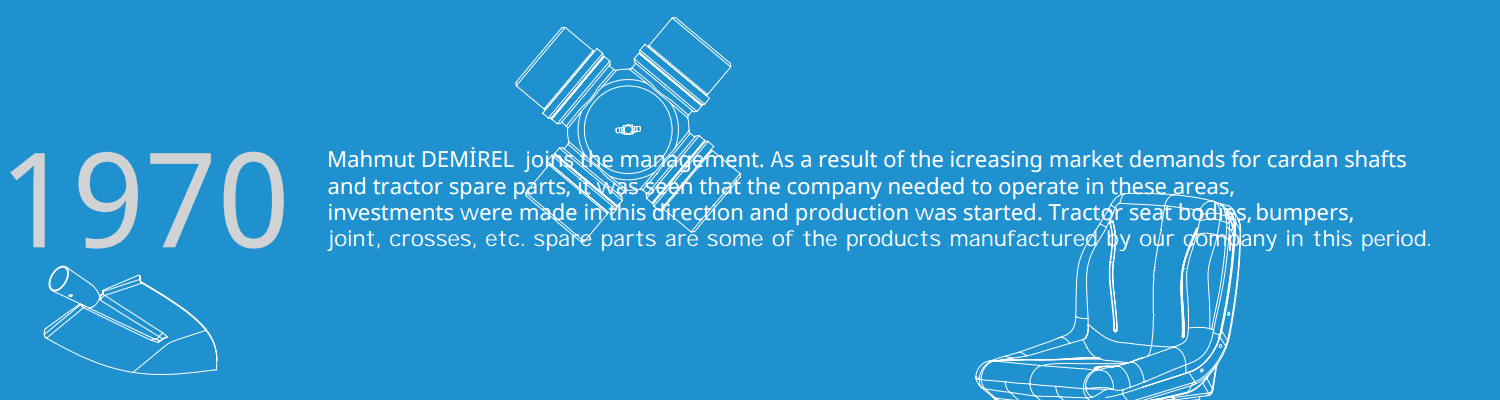 1970
Mahmut DEMİREL joins the management. As a result of the icreasing market demands for cardan shafts
and tractor spare parts, it was seen that the company needed to operate in these areas,
investments were made in this direction and production was started. Tractor seat bodies, bumpers,
joint, crosses, etc. spare parts are some of the products manufactured by our company in this period.